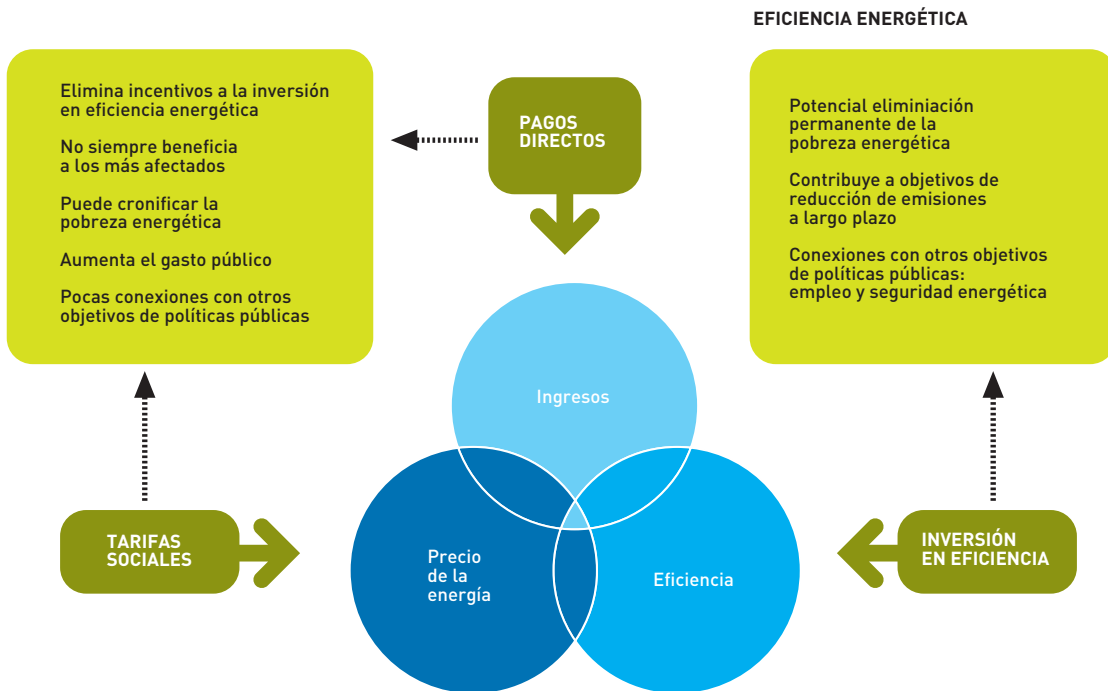 EFICIENCIA ENERGÉTICA
Elimina incentivos a la inversión
en eficiencia energética
No siempre beneficia
a los más afectados
Puede cronificar la
pobreza energética
Aumenta el gasto público
Pocas conexiones con otros
objetivos de políticas públicas
PAGOS
DIRECTOS
Potencial eliminiación
permanente de la
pobreza energética
Contribuye a objetivos de
reducción de emisiones
a largo plazo
Conexiones con otros objetivos
de políticas públicas:
empleo y seguridad energética
Ingresos
TARIFAS
SOCIALES
Precio
de la
energía
Eficiencia
INVERSIÓN
EN EFICIENCIA